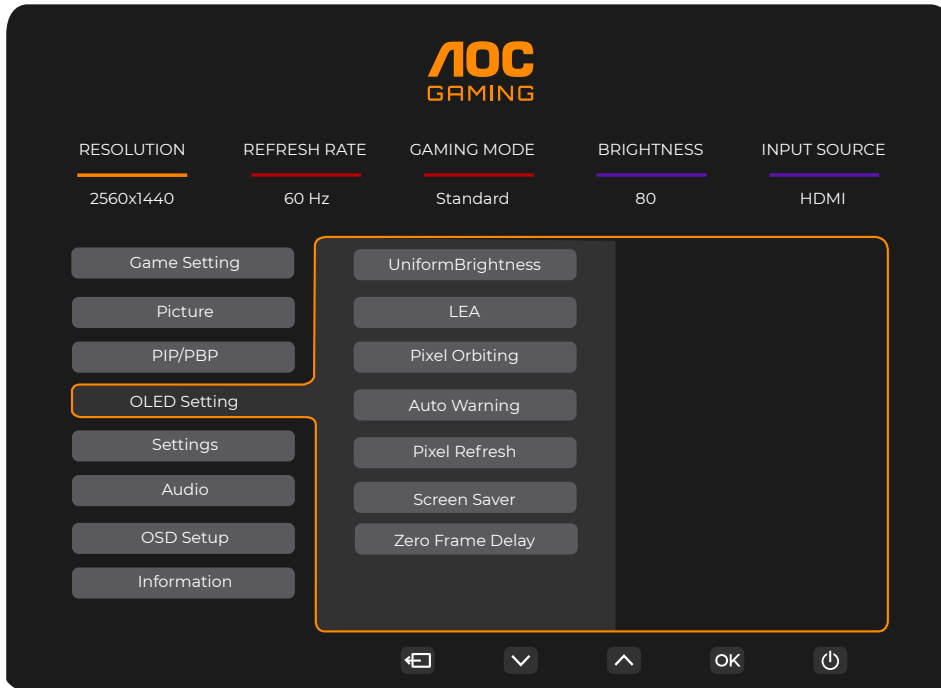 AOC
GAMING
RESOLUTION REFRESH RATE GAMING MODE BRIGHTNESS INPUT SOURCE
2560x1440 60 Hz Standard 80 HDMI
Game Setting
Picture
PIP/PBP
OLED Setting
Settings
Audio
OSD Setup
Information
UniformBrightness
LEA
Pixel Orbiting
Auto Warning
Pixel Refresh
Screen Saver
Zero Frame Delay
OK